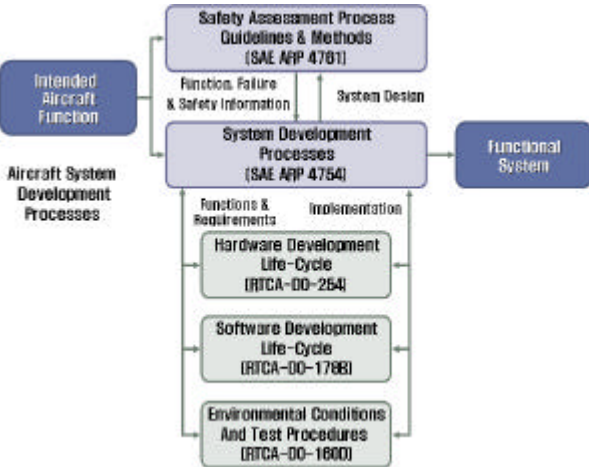 Safety Assessment Process
Guidelines & Methods
(SAE ARP 4761)
Intended
Aircraft
Function
Function, Failure
& Safety Information
System Design
System Development
Processes
(SAE ARP 4754)
Functional
System
Aircraft System
Development
Processes
Functions &
Requirements
Implementation
Hardware Development
Life-Cycle
(RTCA-DO-254)
Software Development
Life-Cycle
(RTCA-DO-178B)
Environmental Conditions
And Test Procedures
(RTCA-DO-160D)